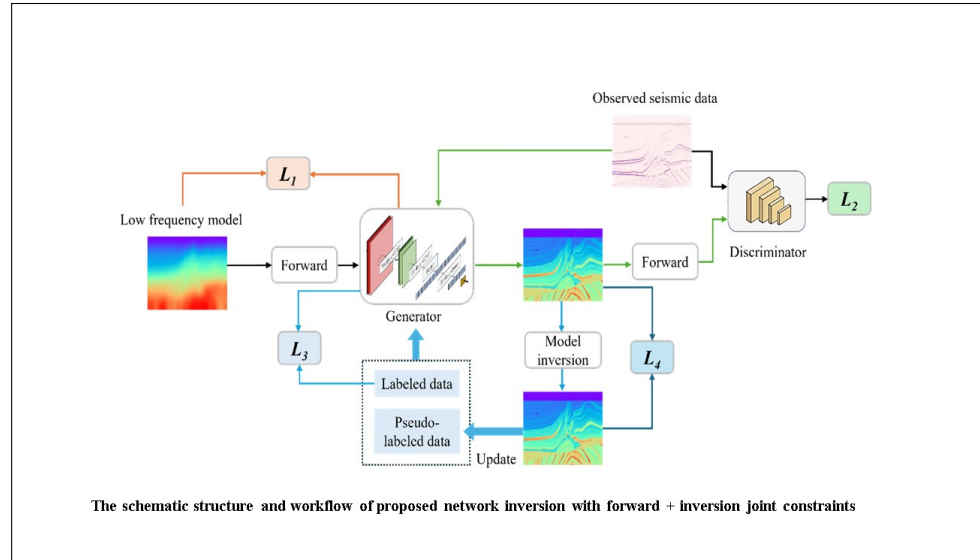 Observed seismic data
L1
Low frequency model
L2
Forward
Forward
Discriminator
Generator
L3
Model
inversion
L4
Labeled data
Pseudo-
labeled data
Update
The schematic structure and workflow of proposed network inversion with forward + inversion joint constraints